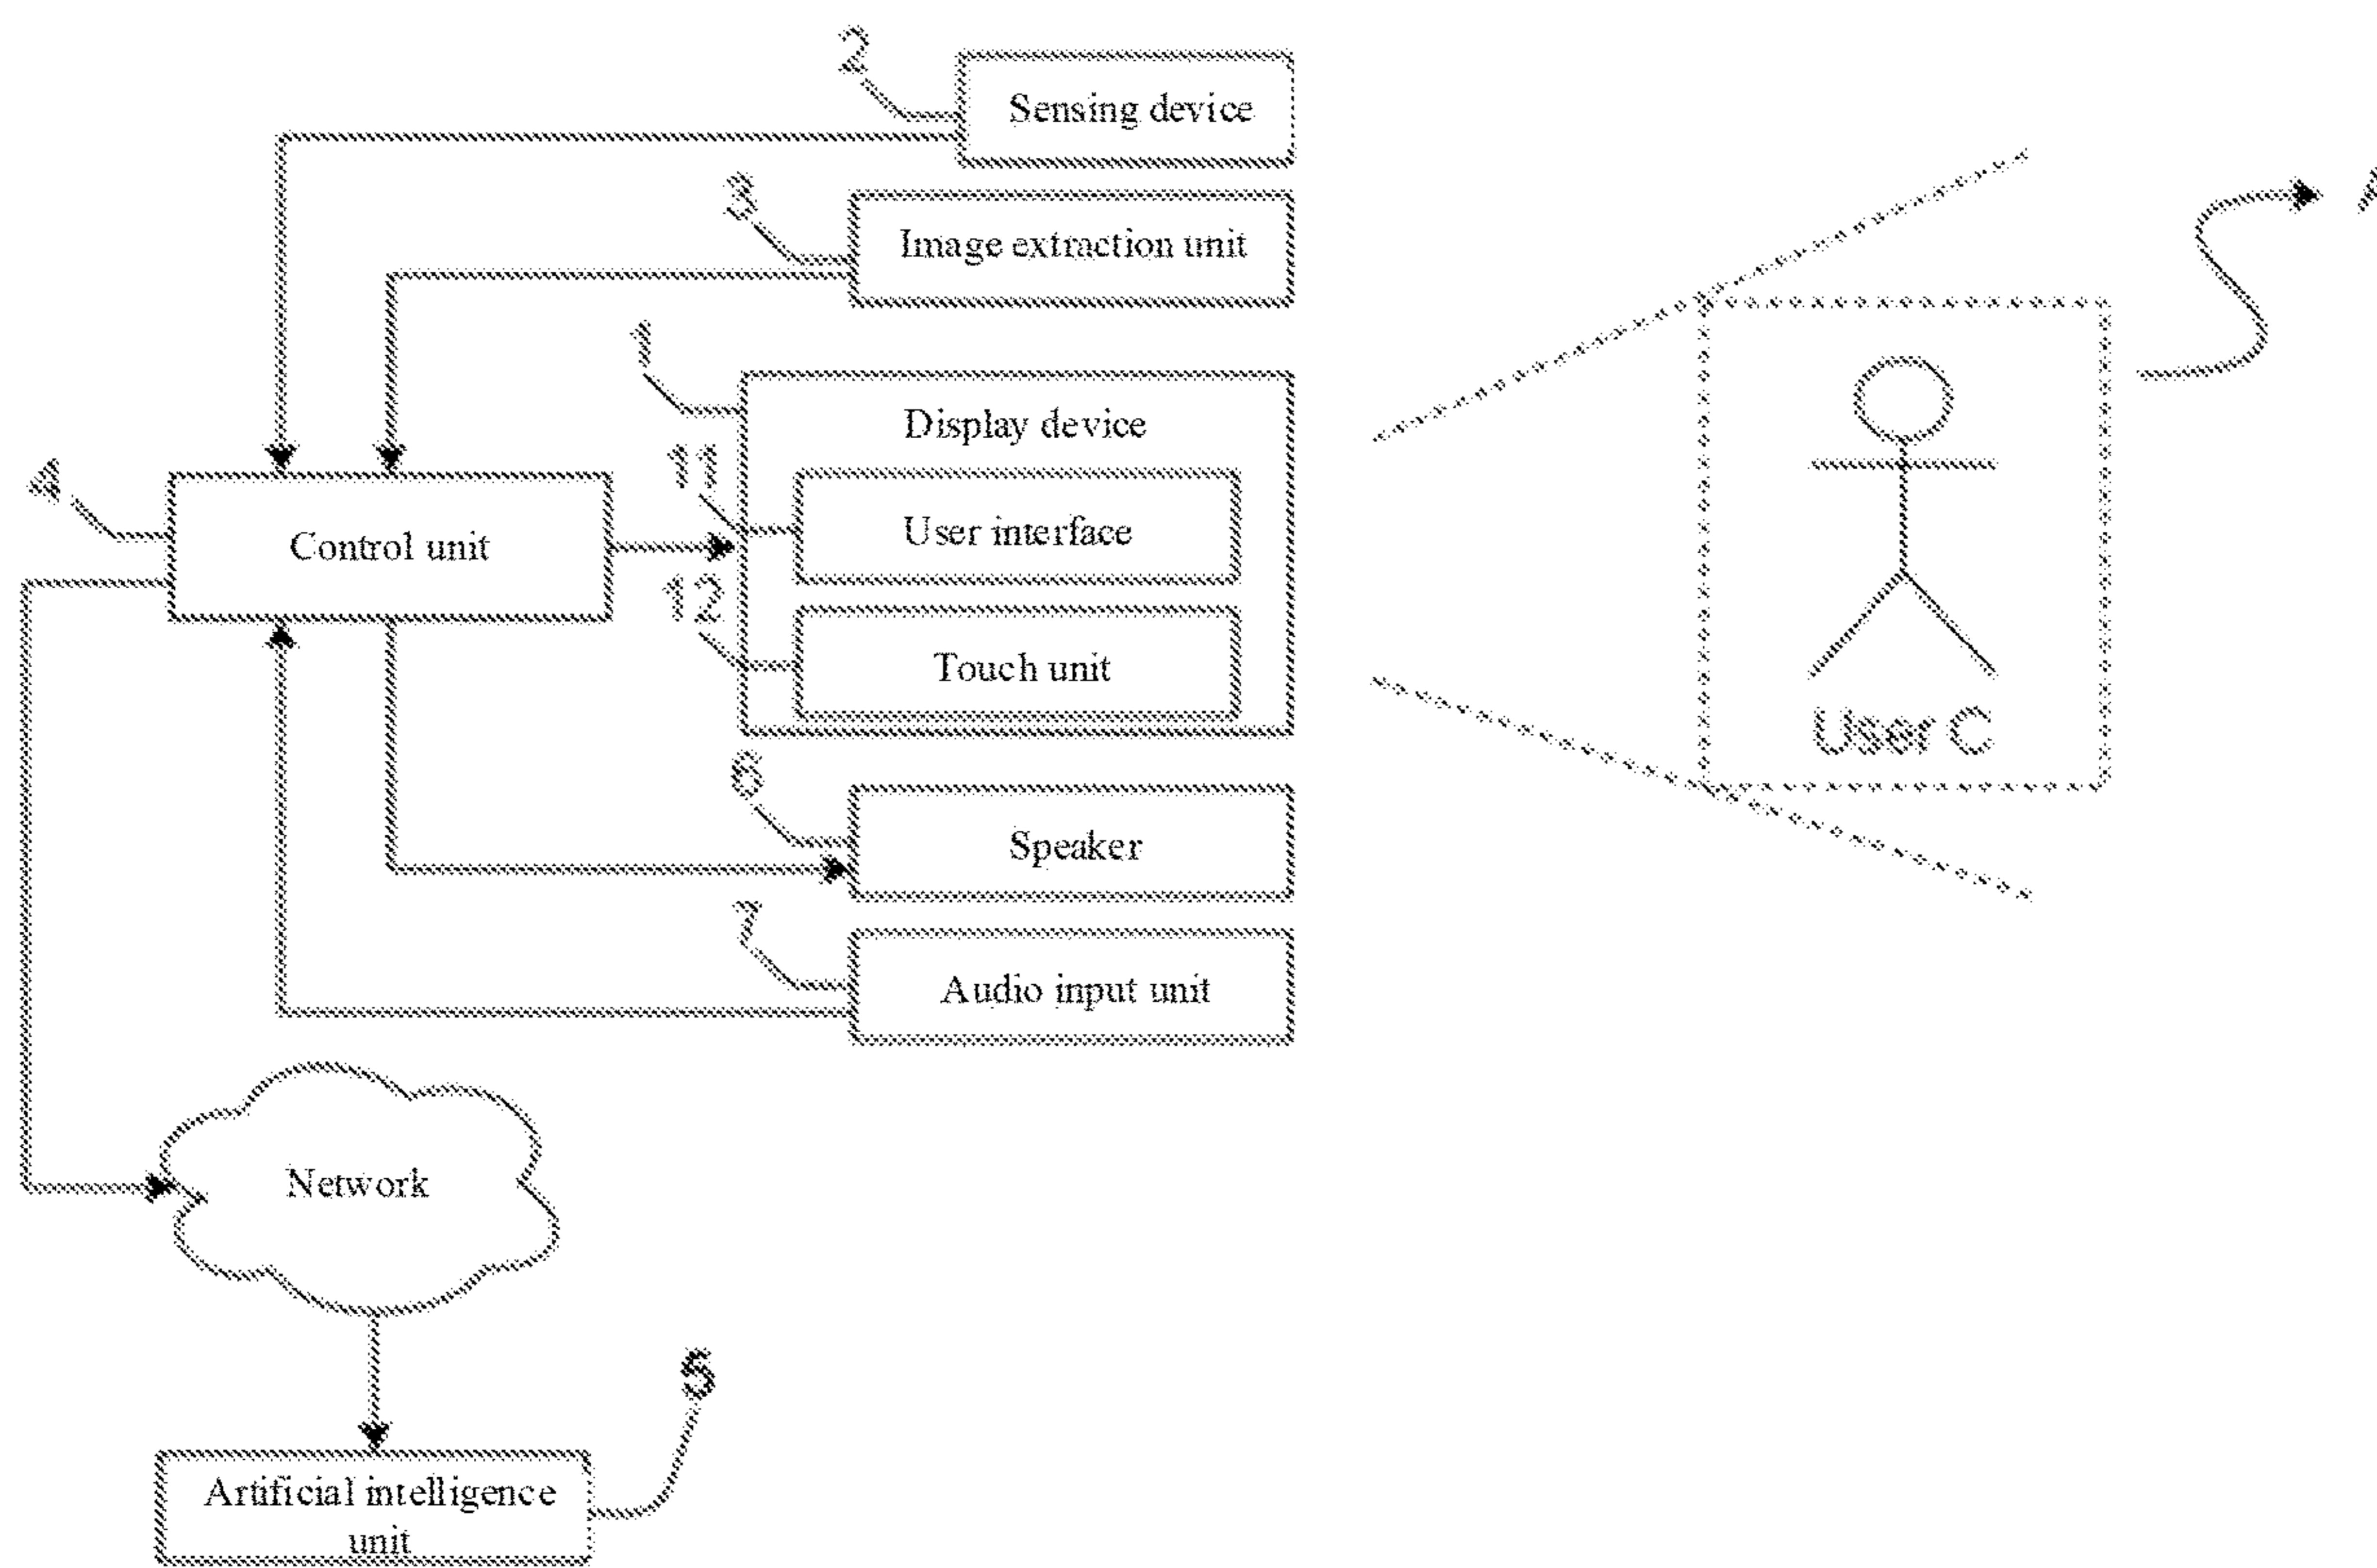 2
Sensing device
3
Image extraction unit
1
Display device
11
User interface
4
Control unit
12
Touch unit
User C
6
Speaker
7
Audio input unit
Network
5
Artificial intelligence
unit